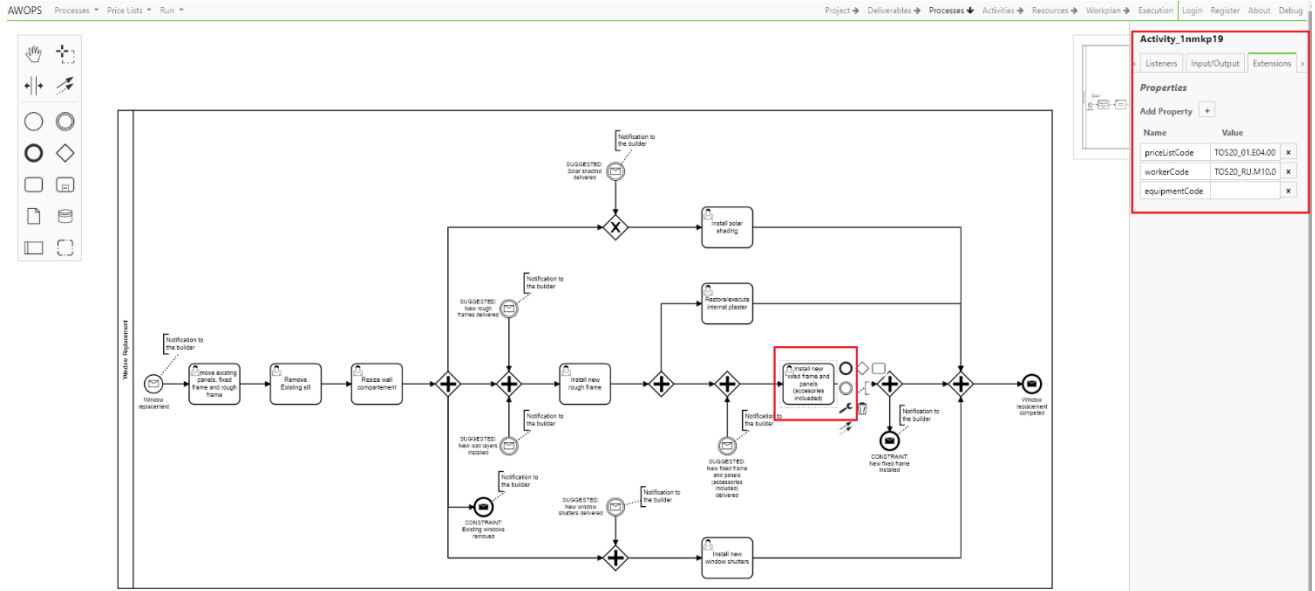 AWOPS Processes Price Lists Run Project Deliverables Processes Activities Resources Workplan Execution Login Register About Debug
Activity_1nmkp19
Listeners Input/Output Extensions
Properties
Add Property +
Name Value
priceListCode TOS20_01.E04.00 x
workerCode TOS20_RU.M10.0 x
equipmentCode x
Window Replacement
Notification to
the builder
SUGGESTED:
Solar shading
delivered
Install solar
shading
Notification to
the builder
SUGGESTED:
New rough
frames delivered
Restore/execute
internal plaster
Notification to
the builder
Window
repacement
move existing
panels, fixed
frame and rough
frame
Remove
Existing sill
Resize wall
compartement
Install new
rough frame
Install new
fixed frame and
panels
(accesories
incluaded)
Window
repacement
competed
Notification to
the builder
SUGGESTED:
New wall layers
installed
Notification to
the builder
SUGGESTED:
New fixed frame
and panels
(accessories
included)
delivered
Notification to
the builder
CONSTRAINT:
New fixed frame
installed
Notification to
the builder
CONSTRAINT:
Existing windows
removed
Notification to
the builder
SUGGESTED:
New window
shutters delivered
Install new
window shutters